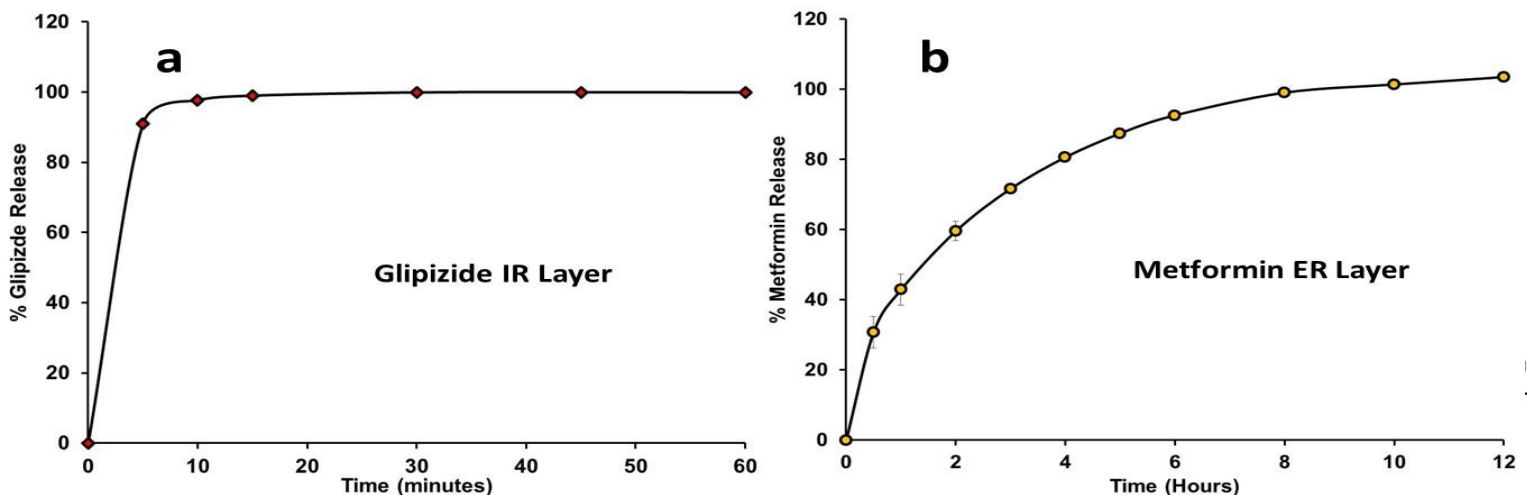 a
% Glipizde Release
120
100
80
60
40
20
0
0 10 20 30 40 50 60
Time (minutes)
Glipizide IR Layer
b
% Metformin Release
120
100
80
60
40
20
0
0 2 4 6 8 10 12
Time (Hours)
Metformin ER Layer